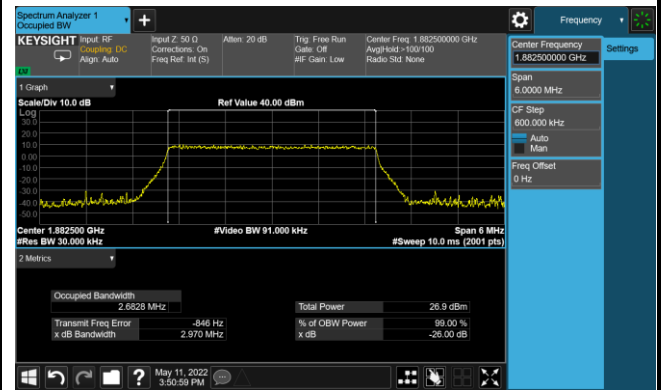 Spectrum Analyzer 1
Occupied BW
Frequency
KEYSIGHT
Input: RF
Coupling: DC
Align: Auto
Input Z: 50 Ω
Corrections: On
Freq Ref: Int (S)
Atten: 20 dB
Trig: Free Run
Gate: Off
#IF Gain: Low
Center Freq: 1.882500000 GHz
Avg|Hold:>100/100
Radio Std: None
Center Frequency
1.882500000 GHz
Settings
Span
6.0000 MHz
CF Step
600.000 kHz
Auto
Man
Freq Offset
0 Hz
1 Graph
Scale/Div 10.0 dB
Ref Value 40.00 dBm
Log
30.0
20.0
10.0
0.00
-10.0
-20.0
-30.0
-40.0
-50.0
Center 1.882500 GHz
#Video BW 91.000 kHz
Span 6 MHz
#Res BW 30.000 kHz
#Sweep 10.0 ms (2001 pts)
2 Metrics
Occupied Bandwidth
2.6828 MHz
Total Power 26.9 dBm
Transmit Freq Error -846 Hz
% of OBW Power 99.00 %
x dB Bandwidth 2.970 MHz
x dB -26.00 dB
?
May 11, 2022
3:50:59 PM